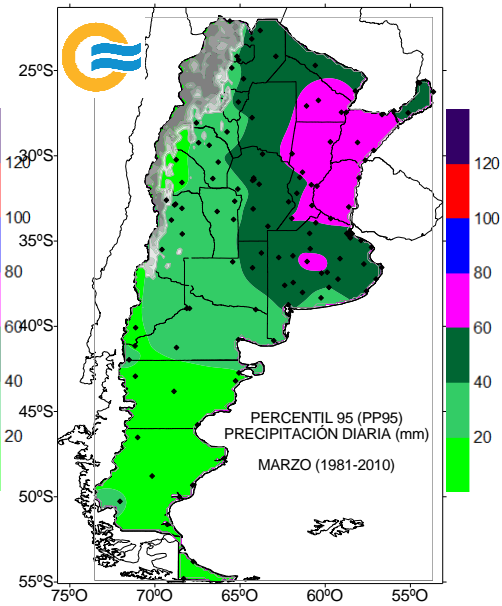 25ºS
30ºS
35ºS
40ºS
45ºS
50ºS
55ºS
75ºO
70ºO
65ºO
60ºO
55ºO
120
100
80
60
40
20
120
100
80
60
40
20
PERCENTIL 95 (PP95)
PRECIPITACIÓN DIARIA (mm)
MARZO (1981-2010)